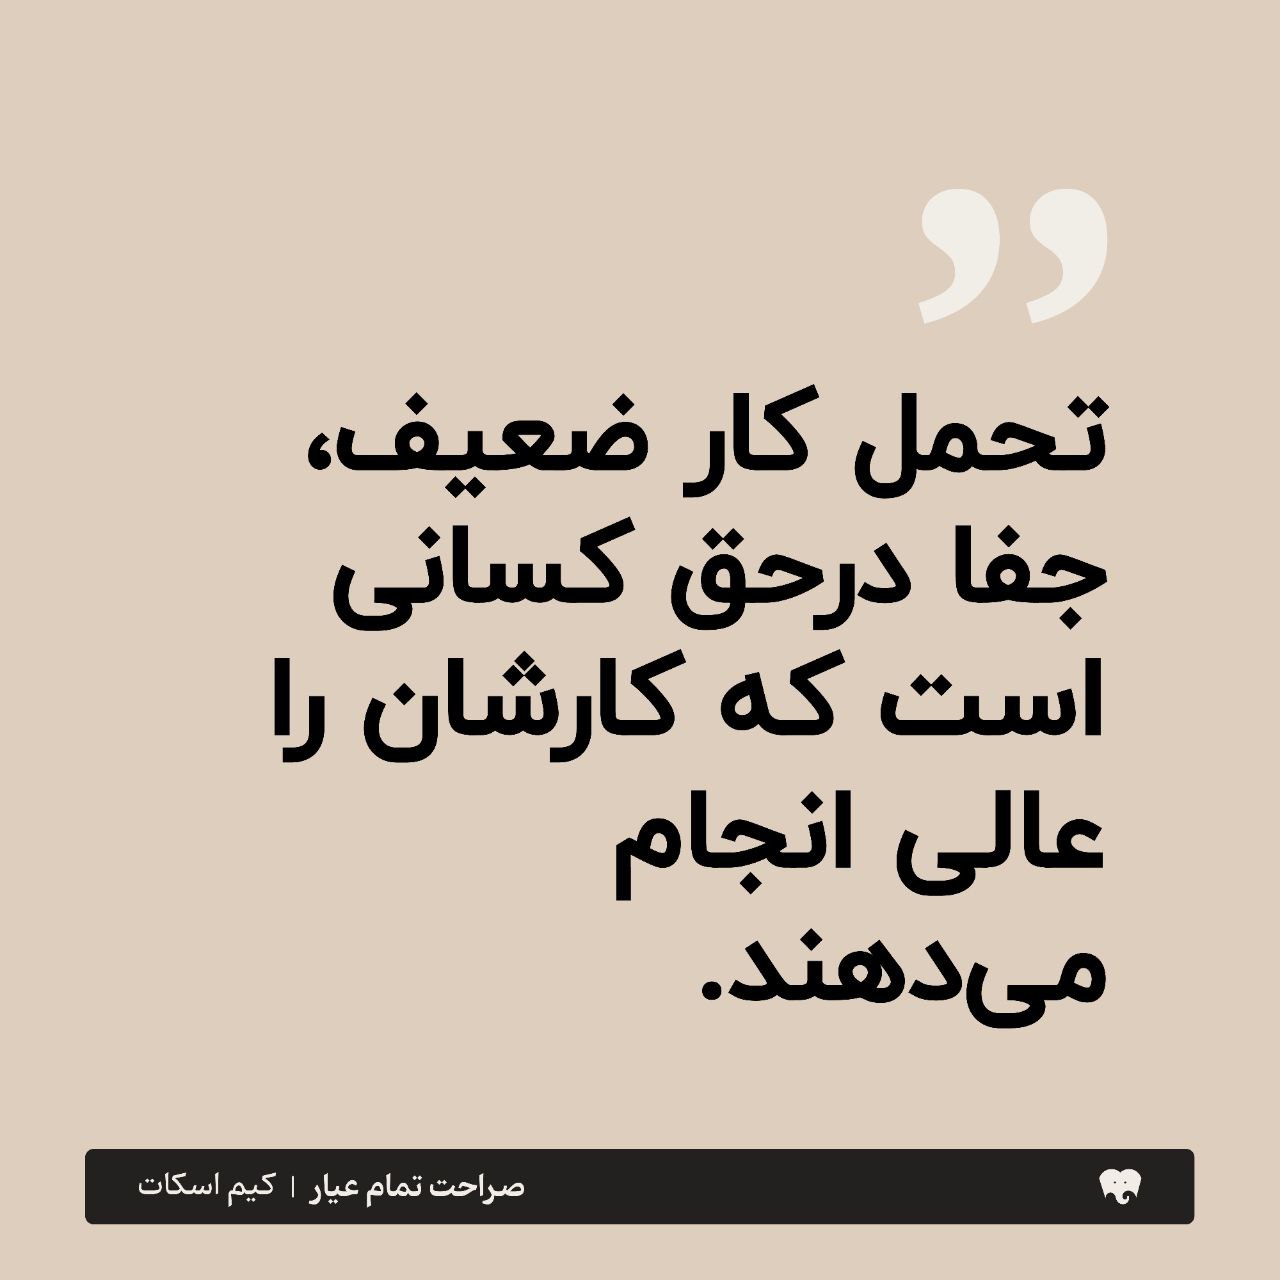 تحمل کار ضعیف،
جفا درحق کسانی
است که کارشان را
عالی انجام
می‌دهند.
صراحت تمام عیار | کیم اسکات